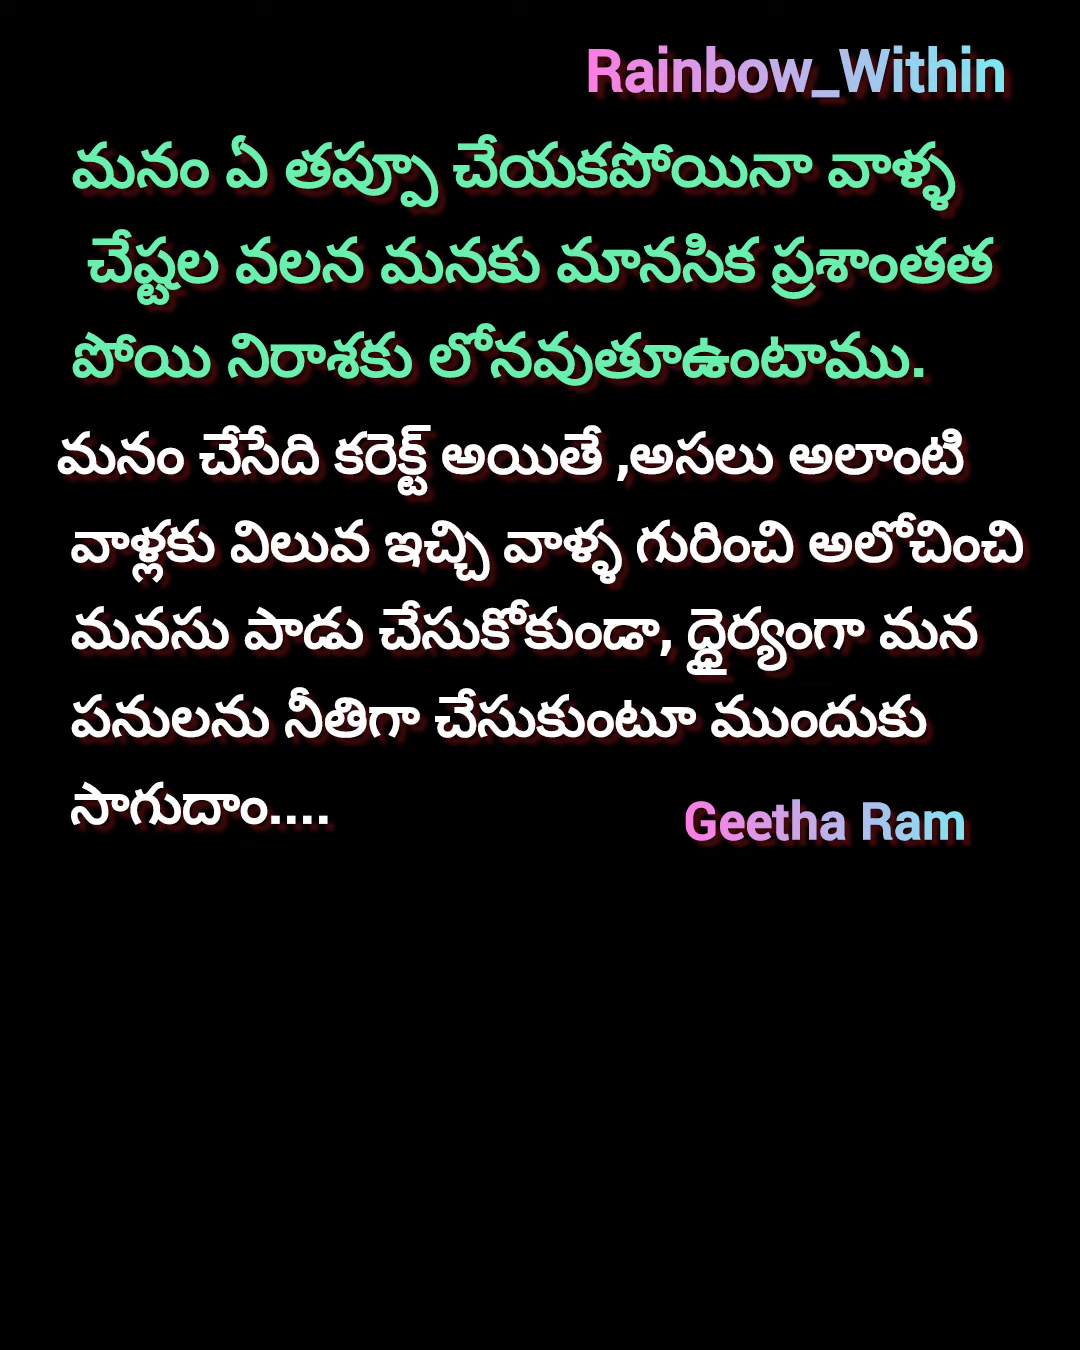 Rainbow_Within
మనం ఏ తప్పూ చేయకపోయినా వాళ్ళ
చేష్టల వలన మనకు మానసిక ప్రశాంతత
పోయి నిరాశకు లోనవుతూఉంటాము.
మనం చేసేది కరెక్ట్ అయితే ,అసలు అలాంటి
వాళ్లకు విలువ ఇచ్చి వాళ్ళ గురించి అలోచించి
మనసు పాడు చేసుకోకుండా, ధ్ధైర్యంగా మన
పనులను నీతిగా చేసుకుంటూ ముందుకు
సాగుదాం....
Geetha Ram